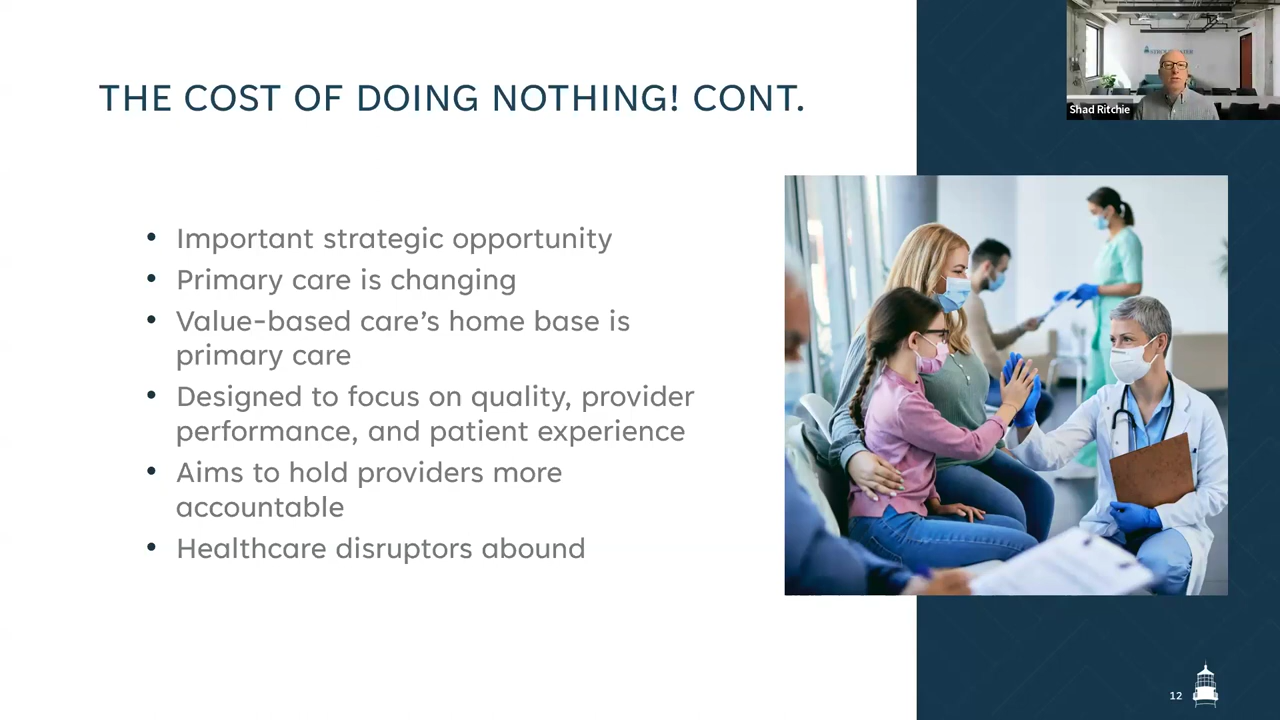 THE COST OF DOING NOTHING! CONT.
Shad Ritchie
• Important strategic opportunity
• Primary care is changing
• Value-based care’s home base is
primary care
• Designed to focus on quality, provider
performance, and patient experience
• Aims to hold providers more
accountable
• Healthcare disruptors abound
12